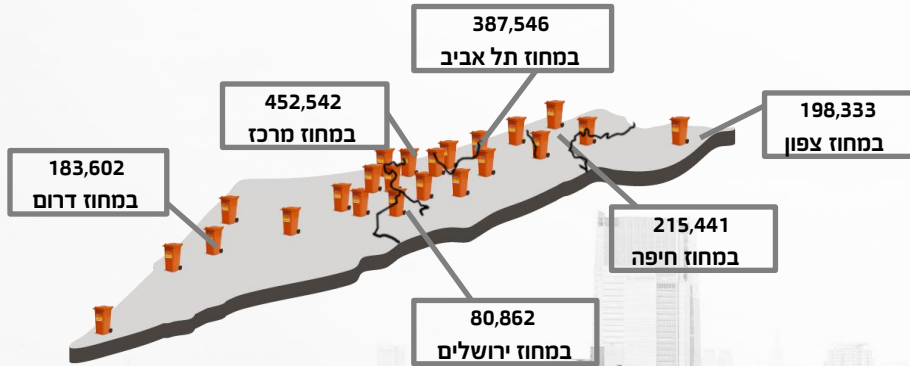 387,546
במחוז תל אביב
452,542
במחוז מרכז
198,333
במחוז צפון
183,602
במחוז דרום
215,441
במחוז חיפה
80,862
במחוז ירושלים